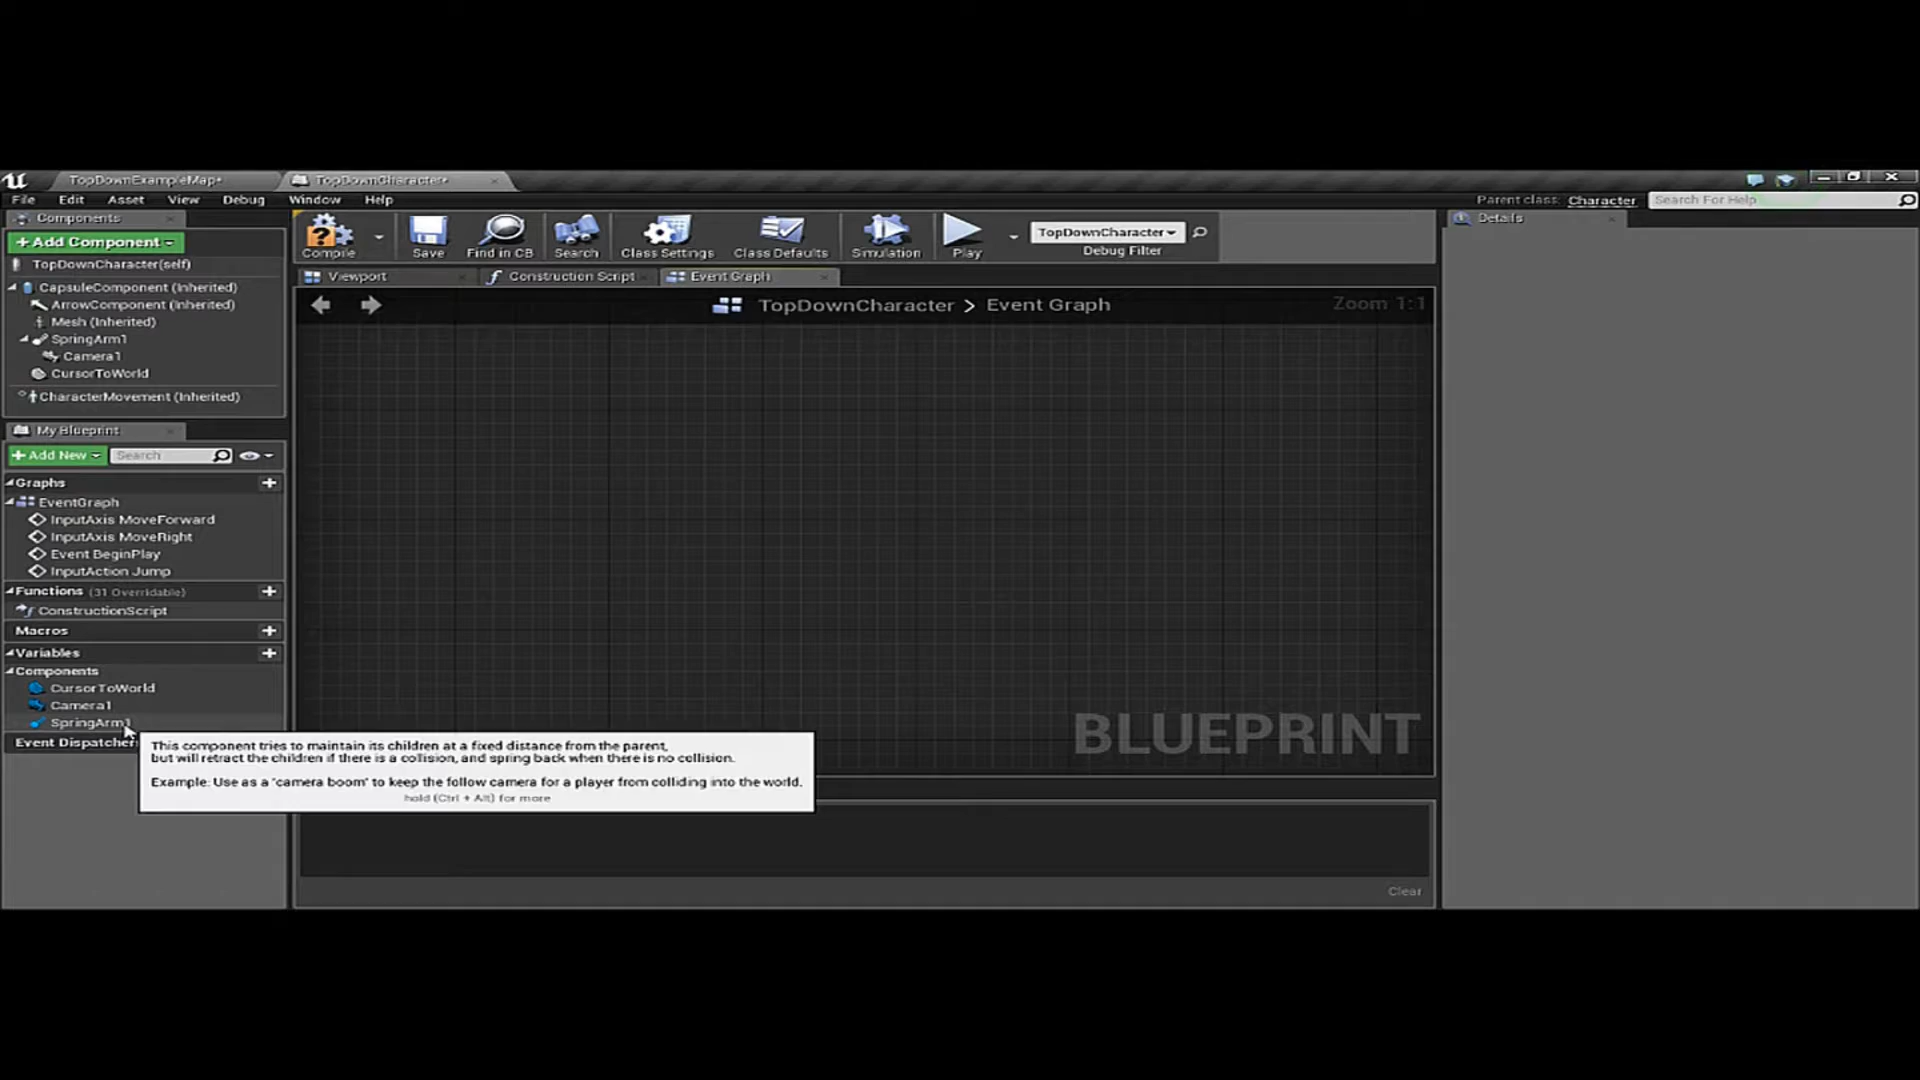 TopDownExampleMap*
TopDownCharacter*
File Edit Asset View Debug Window Help
Parent class: Character
Search For Help
Components
+ Add Component
TopDownCharacter(self)
CapsuleComponent (Inherited)
ArrowComponent (Inherited)
Mesh (Inherited)
SpringArm1
Camera1
CursorToWorld
CharacterMovement (Inherited)
My Blueprint
+ Add New
Search
Graphs
EventGraph
InputAxis MoveForward
InputAxis MoveRight
Event BeginPlay
InputAction Jump
Functions (31 Overridable)
ConstructionScript
Macros
Variables
Components
CursorToWorld
Camera1
SpringArm1
Event Dispatcher
Compile
Save
Find in CB
Search
Class Settings
Class Defaults
Simulation
Play
TopDownCharacter
Debug Filter
Viewport
Construction Script
Event Graph
TopDownCharacter > Event Graph
Zoom 1:1
BLUEPRINT
This component tries to maintain its children at a fixed distance from the parent,
but will retract the children if there is a collision, and spring back when there is no collision.
Example: Use as a 'camera boom' to keep the follow camera for a player from colliding into the world.
hold (Ctrl + Alt) for more
Clear
Details